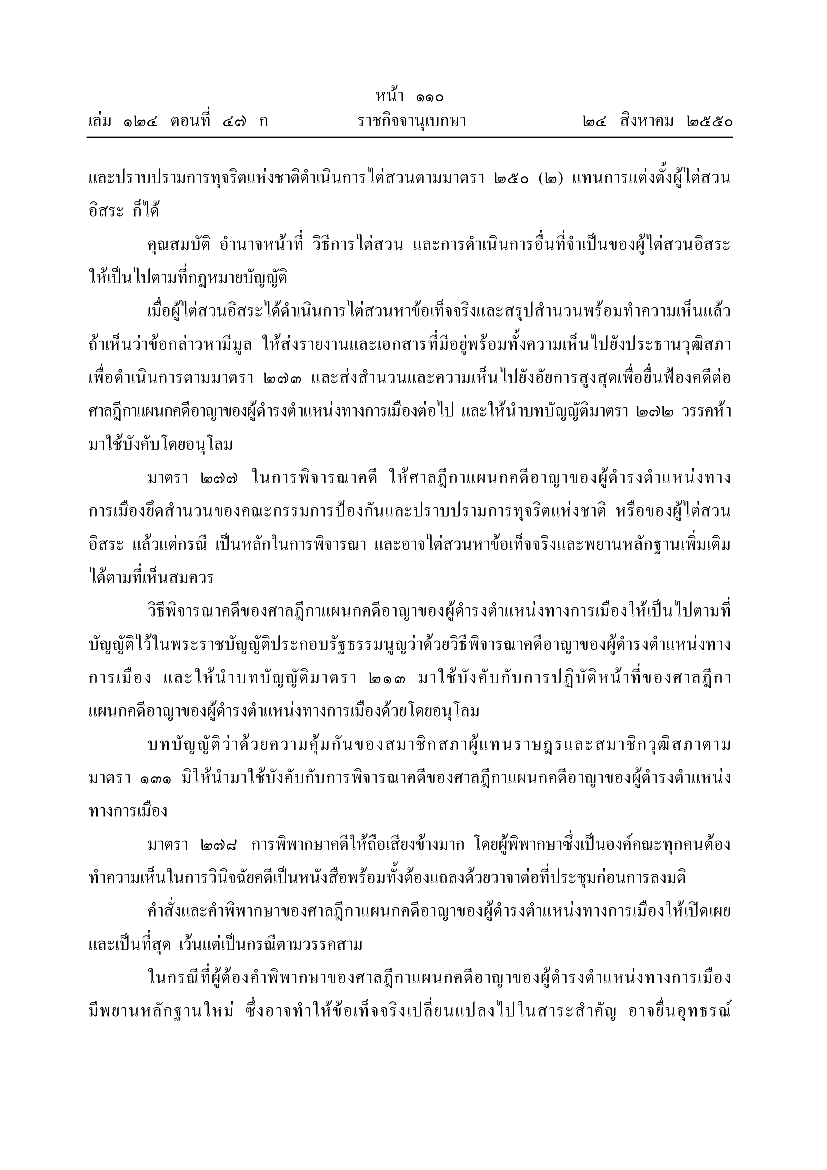 หน้า ๑๑๐
เล่ม ๑๒๔ ตอนที่ ๔๗ ก ราชกิจจานุเบกษา ๒๔ สิงหาคม ๒๕๕๐
และปราบปรามการทุจริตแห่งชาติดำเนินการไต่สวนตามมาตรา ๒๕๐ (๒) แทนการแต่งตั้งผู้ไต่สวน
อิสระ ก็ได้
คุณสมบัติ อำนาจหน้าที่ วิธีการไต่สวน และการดำเนินการอื่นที่จำเป็นของผู้ไต่สวนอิสระ
ให้เป็นไปตามที่กฎหมายบัญญัติ
เมื่อผู้ไต่สวนอิสระได้ดำเนินการไต่สวนหาข้อเท็จจริงและสรุปสำนวนพร้อมทำความเห็นแล้ว
ถ้าเห็นว่าข้อกล่าวหามีมูล ให้ส่งรายงานและเอกสารที่มีอยู่พร้อมทั้งความเห็นไปยังประธานวุฒิสภา
เพื่อดำเนินการตามมาตรา ๒๗๓ และส่งสำนวนและความเห็นไปยังอัยการสูงสุดเพื่อยื่นฟ้องคดีต่อ
ศาลฎีกาแผนกคดีอาญาของผู้ดำรงตำแหน่งทางการเมืองต่อไป และให้นำบทบัญญัติมาตรา ๒๗๒ วรรคห้า
มาใช้บังคับโดยอนุโลม
มาตรา ๒๗๗ ในการพิจารณาคดี ให้ศาลฎีกาแผนกคดีอาญาของผู้ดำรงตำแหน่งทาง
การเมืองยึดสำนวนของคณะกรรมการป้องกันและปราบปรามการทุจริตแห่งชาติ หรือของผู้ไต่สวน
อิสระ แล้วแต่กรณี เป็นหลักในการพิจารณา และอาจไต่สวนหาข้อเท็จจริงและพยานหลักฐานเพิ่มเติม
ได้ตามที่เห็นสมควร
วิธีพิจารณาคดีของศาลฎีกาแผนกคดีอาญาของผู้ดำรงตำแหน่งทางการเมืองให้เป็นไปตามที่
บัญญัติไว้ในพระราชบัญญัติประกอบรัฐธรรมนูญว่าด้วยวิธีพิจารณาคดีอาญาของผู้ดำรงตำแหน่งทาง
การเมือง และให้นำบทบัญญัติมาตรา ๒๑๓ มาใช้บังคับกับการปฏิบัติหน้าที่ของศาลฎีกา
แผนกคดีอาญาของผู้ดำรงตำแหน่งทางการเมืองด้วยโดยอนุโลม
บทบัญญัติว่าด้วยความคุ้มกันของสมาชิกสภาผู้แทนราษฎรและสมาชิกวุฒิสภาตาม
มาตรา ๑๓๑ มิให้นำมาใช้บังคับกับการพิจารณาคดีของศาลฎีกาแผนกคดีอาญาของผู้ดำรงตำแหน่ง
ทางการเมือง
มาตรา ๒๗๘ การพิพากษาคดีให้ถือเสียงข้างมาก โดยผู้พิพากษาซึ่งเป็นองค์คณะทุกคนต้อง
ทำความเห็นในการวินิจฉัยคดีเป็นหนังสือพร้อมทั้งต้องแถลงด้วยวาจาต่อที่ประชุมก่อนการลงมติ
คำสั่งและคำพิพากษาของศาลฎีกาแผนกคดีอาญาของผู้ดำรงตำแหน่งทางการเมืองให้เปิดเผย
และเป็นที่สุด เว้นแต่เป็นกรณีตามวรรคสาม
ในกรณีที่ผู้ต้องคำพิพากษาของศาลฎีกาแผนกคดีอาญาของผู้ดำรงตำแหน่งทางการเมือง
มีพยานหลักฐานใหม่ ซึ่งอาจทำให้ข้อเท็จจริงเปลี่ยนแปลงไปในสาระสำคัญ อาจยื่นอุทธรณ์